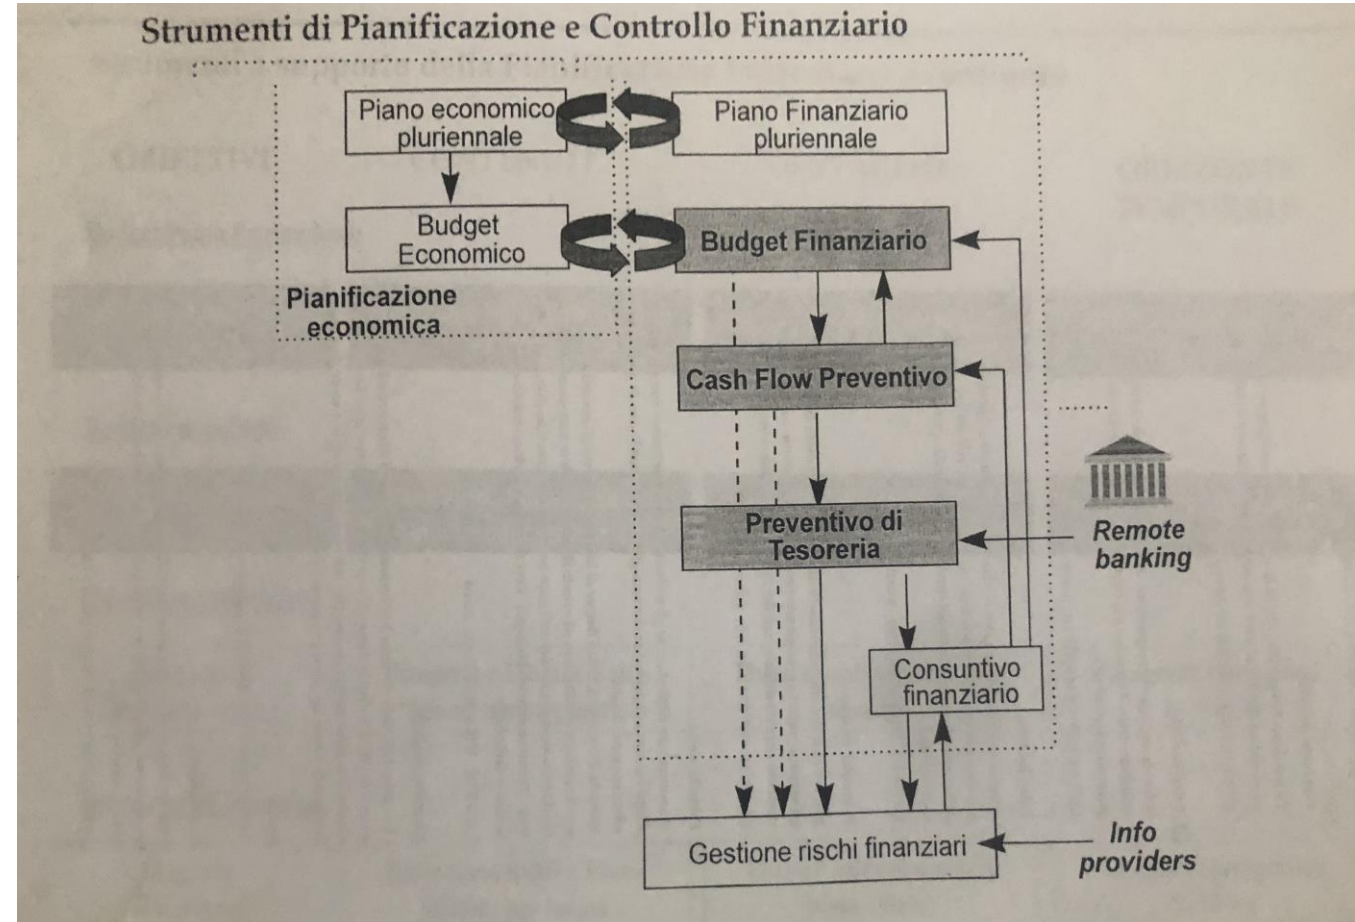 Strumenti di Pianificazione e Controllo Finanziario
Piano economico
pluriennale
Piano Finanziario
pluriennale
Budget
Economico
Budget Finanziario
Pianificazione
economica
Cash Flow Preventivo
Preventivo di
Tesoreria
Remote
banking
Consuntivo
finanziario
Gestione rischi finanziari
Info
providers